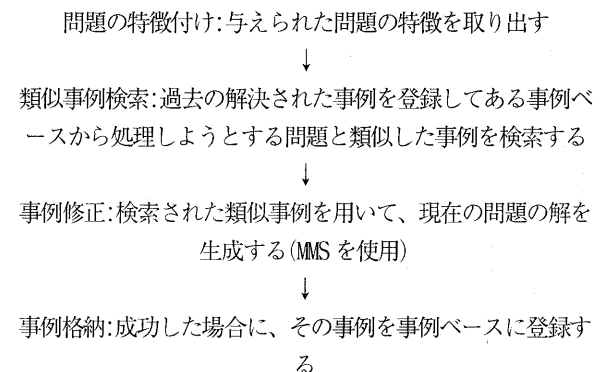 問題の特徴付け:与えられた問題の特徴を取り出す
↓
類似事例検索:過去の解決された事例を登録してある事例ベ
ースから処理しようとする問題と類似した事例を検索する
↓
事例修正:検索された類似事例を用いて、現在の問題の解を
生成する(MMSを使用)
↓
事例格納:成功した場合に、その事例を事例ベースに登録す
る